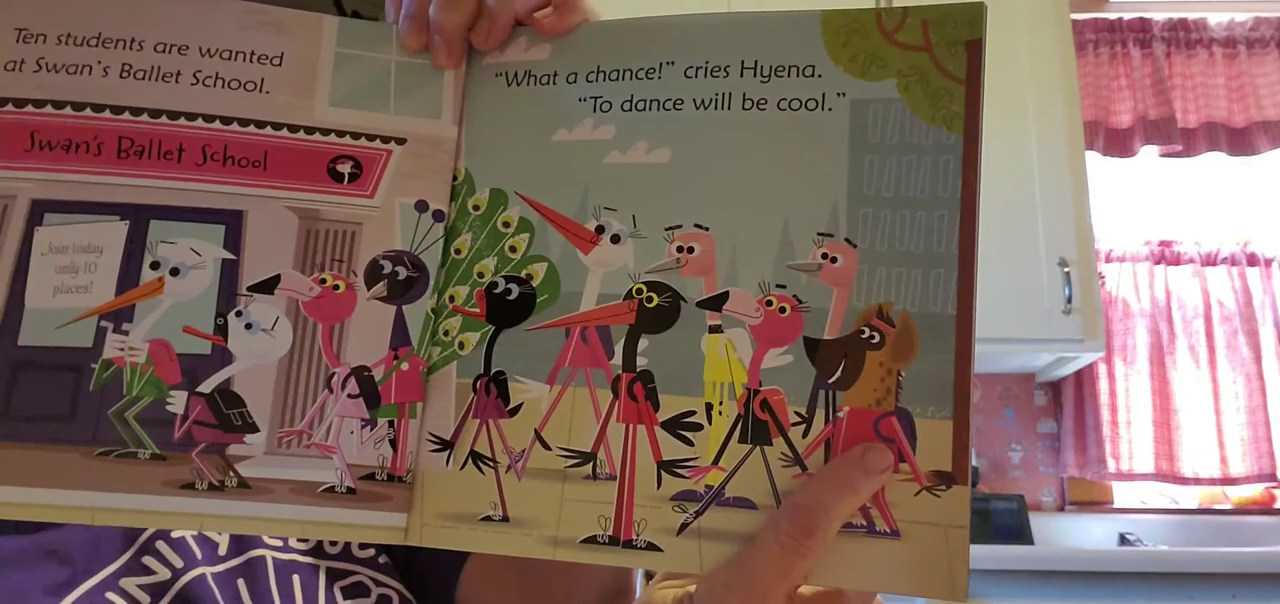 Ten students are wanted
at Swan's Ballet School.
Swan's Ballet School
Join today -
only 10
places!
"What a chance!" cries Hyena.
"To dance will be cool."